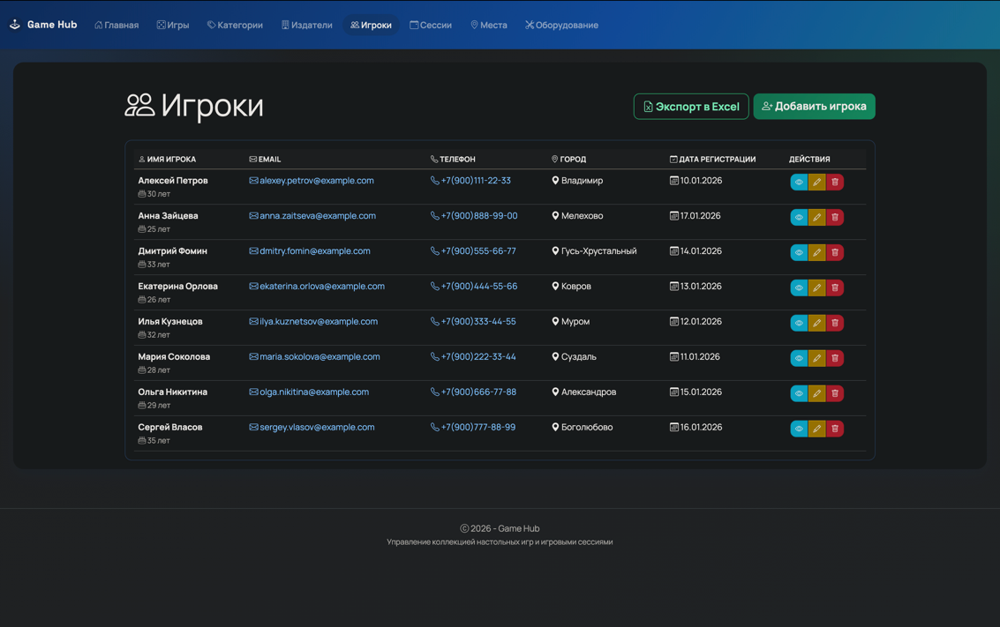 Game Hub Главная Игры Категории Издатели Игроки Сессии Места Оборудование
Игроки
Экспорт в Excel Добавить игрока
ИМЯ ИГРОКА EMAIL ТЕЛЕФОН ГОРОД ДАТА РЕГИСТРАЦИИ ДЕЙСТВИЯ
Алексей Петров alexey.petrov@example.com +7(900)111-22-33 Владимир 10.01.2026
30 лет
Анна Зайцева anna.zaitseva@example.com +7(900)888-99-00 Мелехово 17.01.2026
25 лет
Дмитрий Фомин dmitry.fomin@example.com +7(900)555-66-77 Гусь-Хрустальный 14.01.2026
33 лет
Екатерина Орлова ekaterina.orlova@example.com +7(900)444-55-66 Ковров 13.01.2026
26 лет
Илья Кузнецов ilya.kuznetsov@example.com +7(900)333-44-55 Муром 12.01.2026
32 лет
Мария Соколова maria.sokolova@example.com +7(900)222-33-44 Суздаль 11.01.2026
28 лет
Ольга Никитина olga.nikitina@example.com +7(900)666-77-88 Александров 15.01.2026
29 лет
Сергей Власов sergey.vlasov@example.com +7(900)777-88-99 Боголюбово 16.01.2026
35 лет
© 2026 - Game Hub
Управление коллекцией настольных игр и игровыми сессиями